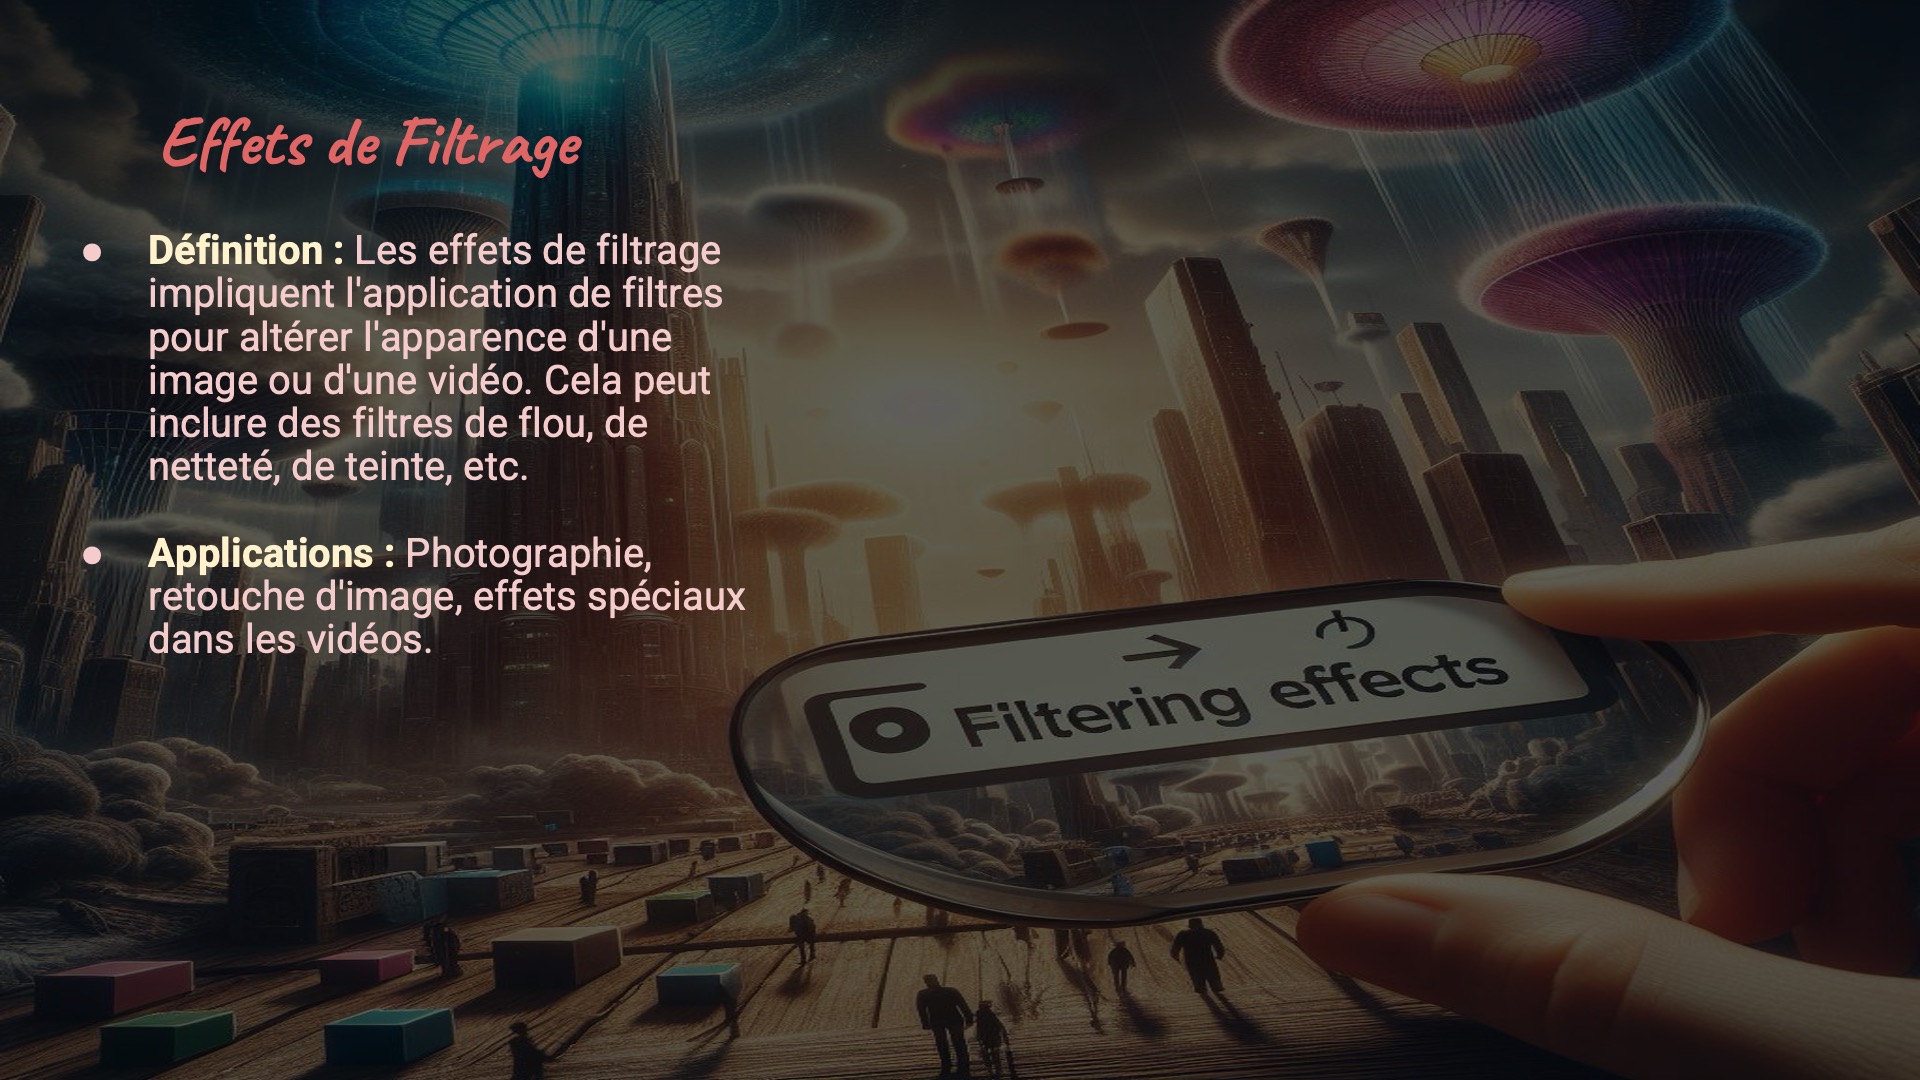 Effets de Filtrage
● Définition : Les effets de filtrage
impliquent l'application de filtres
pour altérer l'apparence d'une
image ou d'une vidéo. Cela peut
inclure des filtres de flou, de
netteté, de teinte, etc.
● Applications : Photographie,
retouche d'image, effets spéciaux
dans les vidéos.
Filtering effects